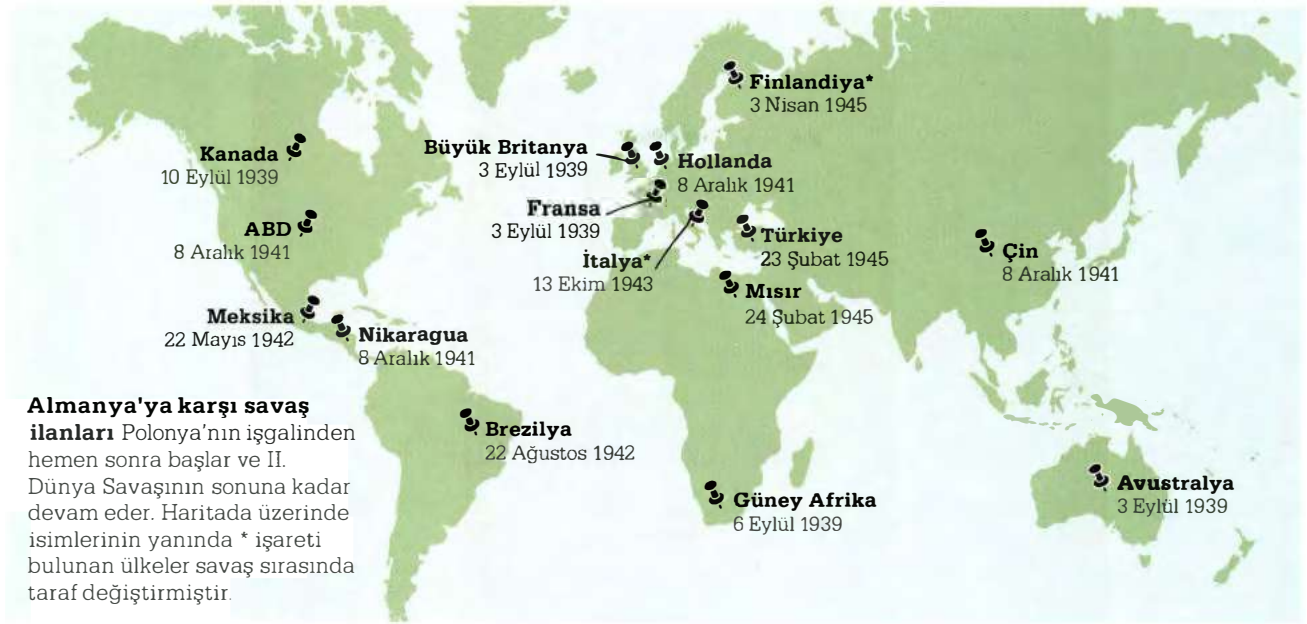 Finlandiya*
3 Nisan 1945
Kanada
10 Eylül 1939
Büyük Britanya
3 Eylül 1939
Hollanda
8 Aralık 1941
Fransa
3 Eylül 1939
ABD
8 Aralık 1941
Türkiye
23 Şubat 1945
Çin
8 Aralık 1941
İtalya*
13 Ekim 1943
Mısır
24 Şubat 1945
Meksika
22 Mayıs 1942
Nikaragua
8 Aralık 1941
Almanya'ya karşı savaş
ilanları Polonya'nın işgalinden
hemen sonra başlar ve II.
Dünya Savaşının sonuna kadar
devam eder. Haritada üzerinde
isimlerinin yanında * işareti
bulunan ülkeler savaş sırasında
taraf değiştirmiştir.
Brezilya
22 Ağustos 1942
Güney Afrika
6 Eylül 1939
Avustralya
3 Eylül 1939